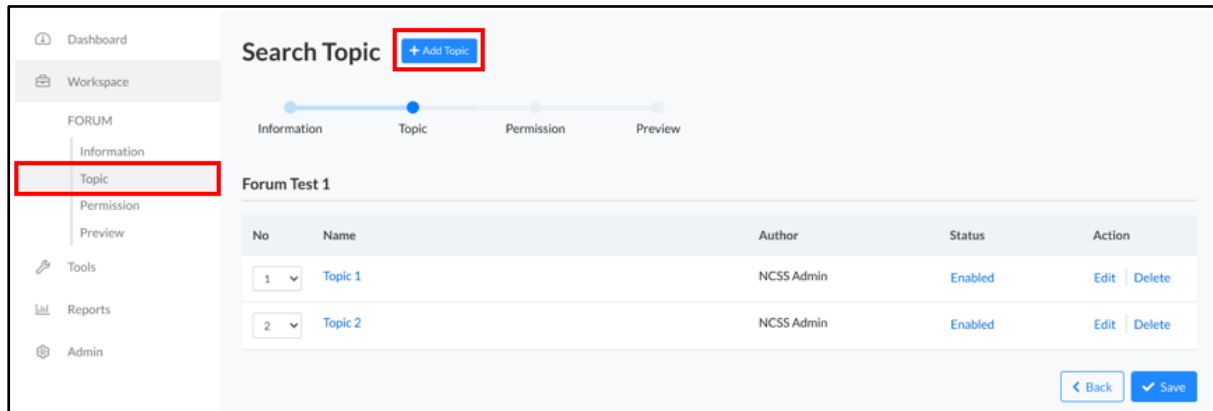 Dashboard
Workspace
FORUM
Information
Topic
Permission
Preview
Tools
Reports
Admin
Search Topic + Add Topic
Information Topic Permission Preview
Forum Test 1
No Name Author Status Action
1 Topic 1 NCSS Admin Enabled Edit Delete
2 Topic 2 NCSS Admin Enabled Edit Delete
Back Save